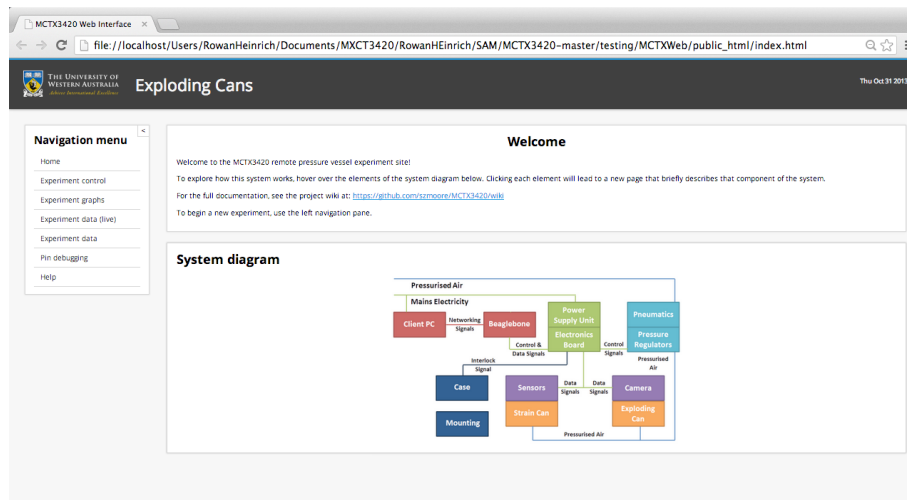 MCTX3420 Web Interface
file://localhost/Users/RowanHeinrich/Documents/MXCT3420/RowanHEinrich/SAM/MCTX3420-master/testing/MCTXWeb/public_html/index.html
THE UNIVERSITY OF
WESTERN AUSTRALIA
Achieve International Excellence
Exploding Cans
Thu Oct 31 2013
Navigation menu
<
Home
Experiment control
Experiment graphs
Experiment data (live)
Experiment data
Pin debugging
Help
Welcome
Welcome to the MCTX3420 remote pressure vessel experiment site!
To explore how this system works, hover over the elements of the system diagram below. Clicking each element will lead to a new page that briefly describes that component of the system.
For the full documentation, see the project wiki at: https://github.com/szmoore/MCTX3420/wiki
To begin a new experiment, use the left navigation pane.
System diagram
Pressurised Air
Mains Electricity
Client PC
Networking
Signals
Beaglebone
Power
Supply Unit
Electronics
Board
Pneumatics
Pressure
Regulators
Control &
Data Signals
Control
Signals
Pressurised
Air
Interlock
Signal
Case
Mounting
Sensors
Strain Can
Data
Signals
Data
Signals
Camera
Exploding
Can
Pressurised Air